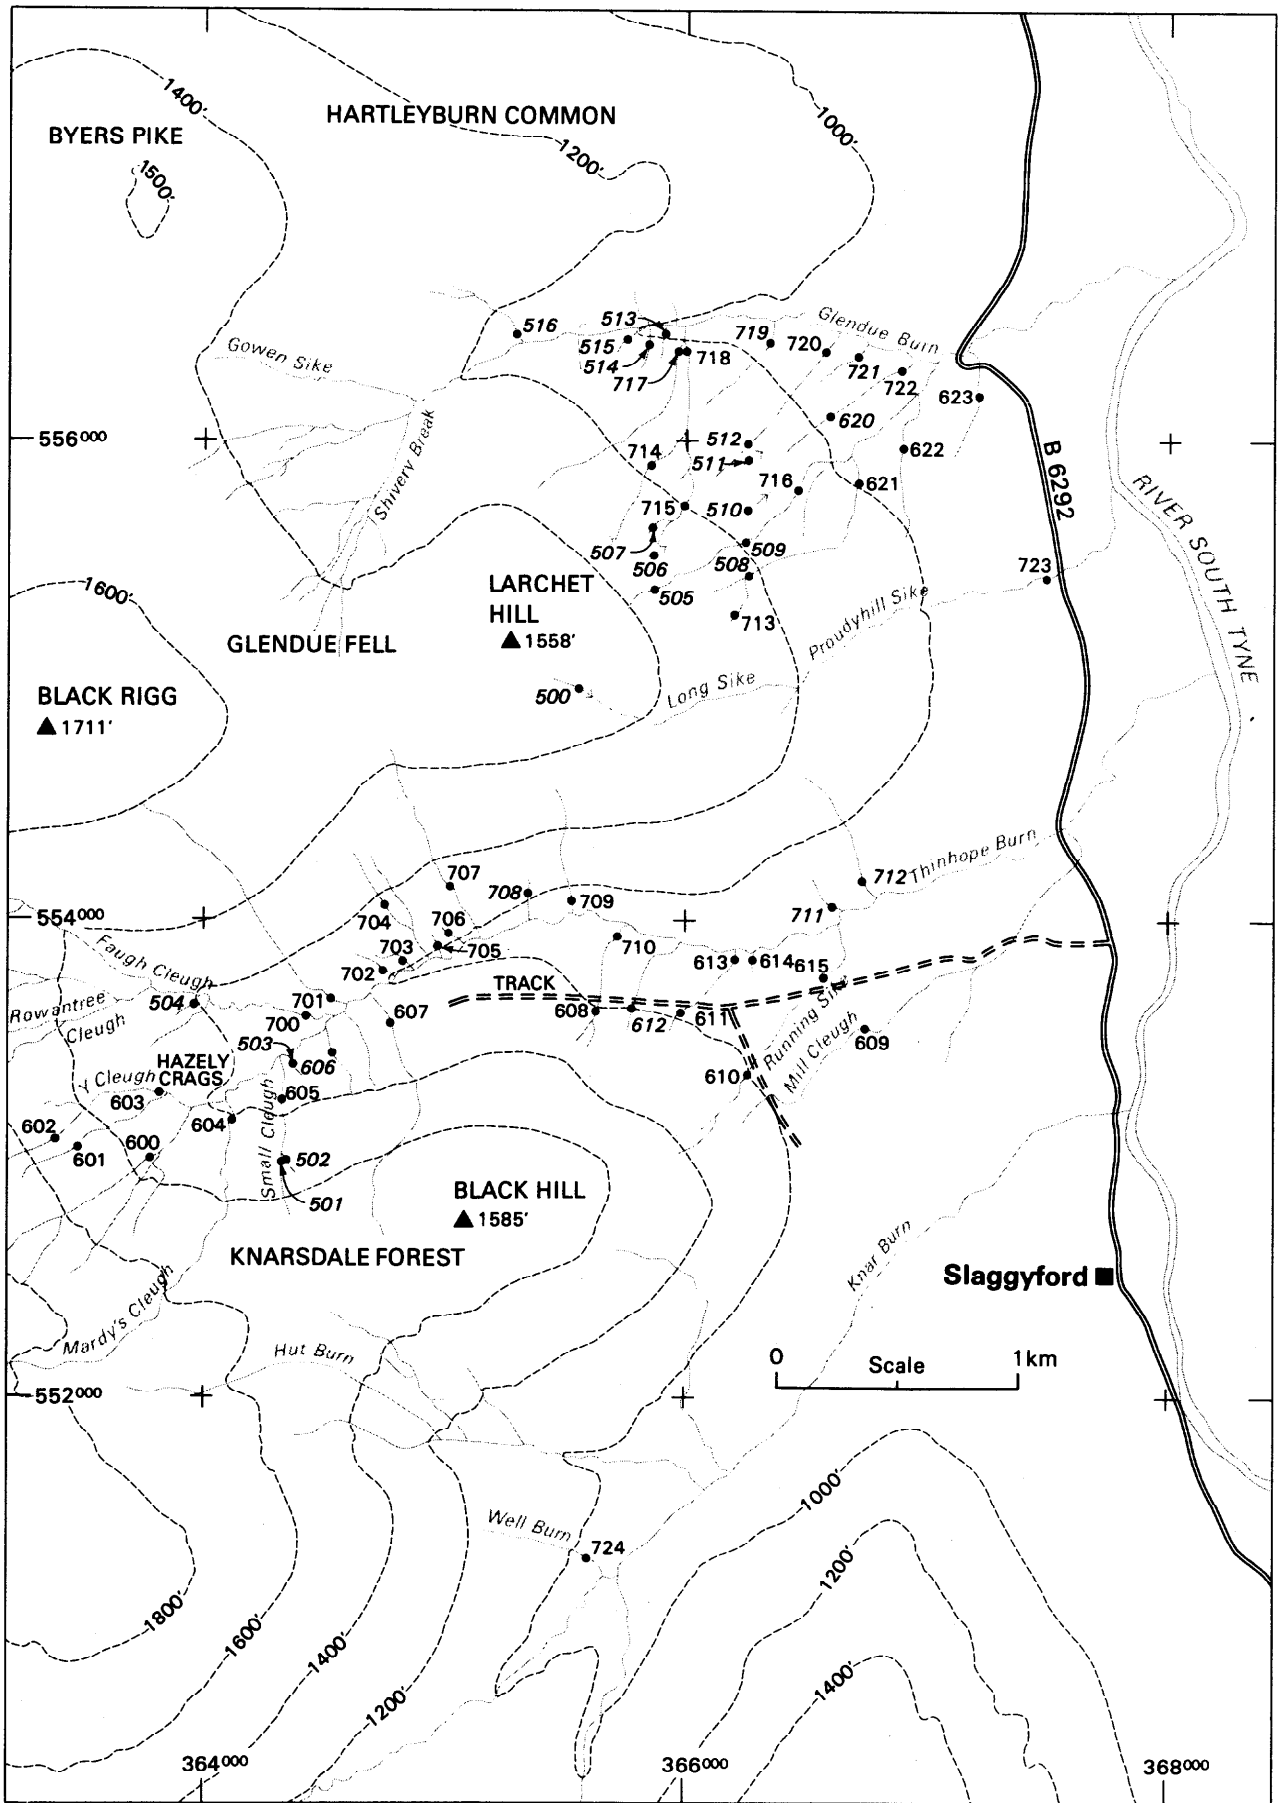 1400'
HARTLEYBURN COMMON
1000'
BYERS PIKE
1200'
1500'
513
516
719
Glendue Burn
515
720
Gowen Sike
514
718
721
717
722
623
620
Shivery Break
512
556000
714
622
B 6292
511
716
621
RIVER SOUTH TYNE
715
510
507
509
506
508
LARCHET
HILL
723
1600'
505
Proudyhill Sike
713
▲ 1558'
GLENDUE FELL
Long Sike
BLACK RIGG
500
▲ 1711'
Thinhope Burn
707
708
712
704
709
711
554000
706
Faugh Cleugh
703
705
710
702
613
614
615
TRACK
504
701
Rowantree
Cleugh
700
607
608
612
611
Running Sike
503
Mill Cleugh
609
HAZELY
CRAGS
606
Y Cleugh
610
603
605
602
604
Small Cleugh
600
601
502
BLACK HILL
501
▲ 1585'
KNARSDALE FOREST
Knar Burn
Slaggyford
Mardy's Cleugh
Hut Burn
0
Scale
1km
552000
1000'
Well Burn
724
1200'
1800'
1600'
1400'
1400'
1200'
364000
366000
368000